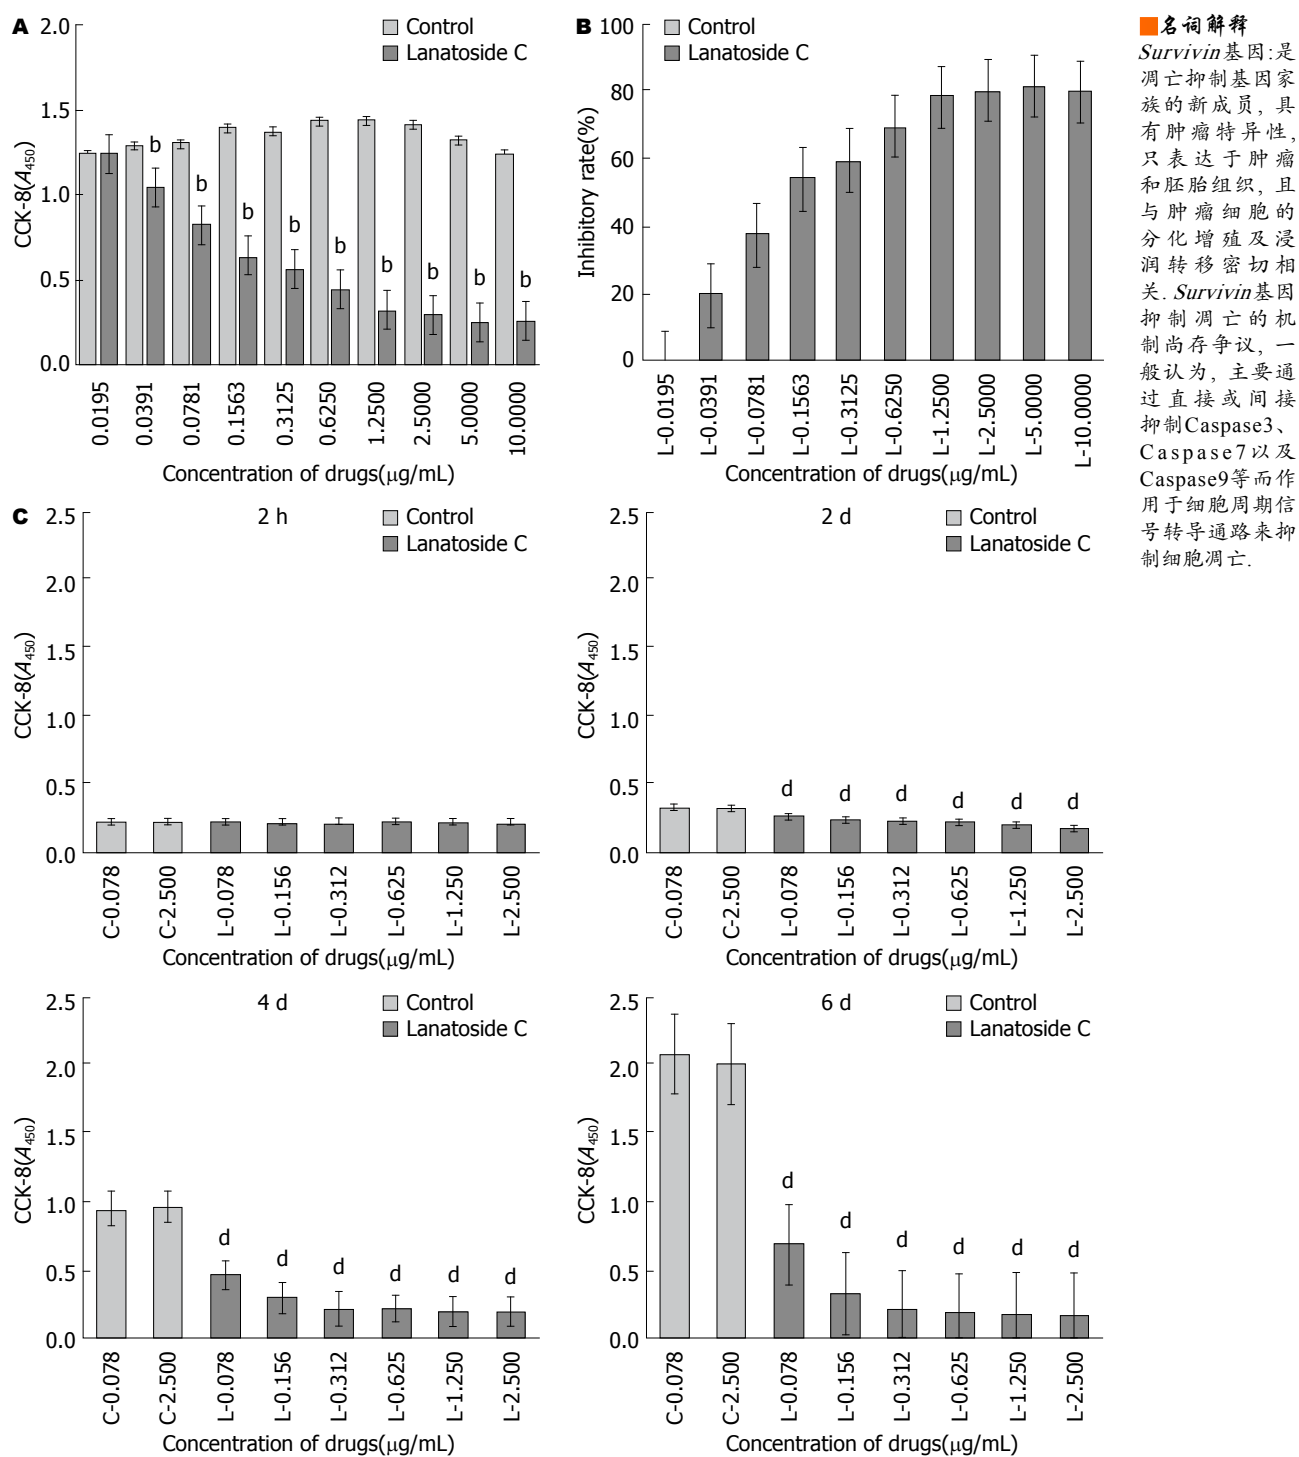 A
2.0
1.5
1.0
0.5
0.0
CCK-8(A450)
Control
Lanatoside C
b
b
b
b
b
b
b
b
b
0.0195
0.0391
0.0781
0.1563
0.3125
0.6250
1.2500
2.5000
5.0000
10.0000
Concentration of drugs(μg/mL)
B
100
80
60
40
20
0
Inhibitory rate(%)
Control
Lanatoside C
L-0.0195
L-0.0391
L-0.0781
L-0.1563
L-0.3125
L-0.6250
L-1.2500
L-2.5000
L-5.0000
L-10.0000
Concentration of drugs(μg/mL)
C
2 h
2.5
2.0
1.5
1.0
0.5
0.0
CCK-8(A450)
Control
Lanatoside C
C-0.078
C-2.500
L-0.078
L-0.156
L-0.312
L-0.625
L-1.250
L-2.500
Concentration of drugs(μg/mL)
2 d
2.5
2.0
1.5
1.0
0.5
0.0
CCK-8(A450)
Control
Lanatoside C
d
d
d
d
d
d
C-0.078
C-2.500
L-0.078
L-0.156
L-0.312
L-0.625
L-1.250
L-2.500
Concentration of drugs(μg/mL)
4 d
2.5
2.0
1.5
1.0
0.5
0.0
CCK-8(A450)
Control
Lanatoside C
d
d
d
d
d
d
C-0.078
C-2.500
L-0.078
L-0.156
L-0.312
L-0.625
L-1.250
L-2.500
Concentration of drugs(μg/mL)
6 d
2.5
2.0
1.5
1.0
0.5
0.0
CCK-8(A450)
Control
Lanatoside C
d
d
d
d
d
d
C-0.078
C-2.500
L-0.078
L-0.156
L-0.312
L-0.625
L-1.250
L-2.500
Concentration of drugs(μg/mL)
名词解释
Survivin基因:是
凋亡抑制基因家
族的新成员, 具
有肿瘤特异性,
只表达于肿瘤
和胚胎组织, 且
与肿瘤细胞的
分化增殖及浸
润转移密切相
关. Survivin基因
抑制凋亡的机
制尚存争议, 一
般认为, 主要通
过直接或间接
抑制Caspase3、
Caspase7以及
Caspase9等而作
用于细胞周期信
号转导通路来抑
制细胞凋亡.